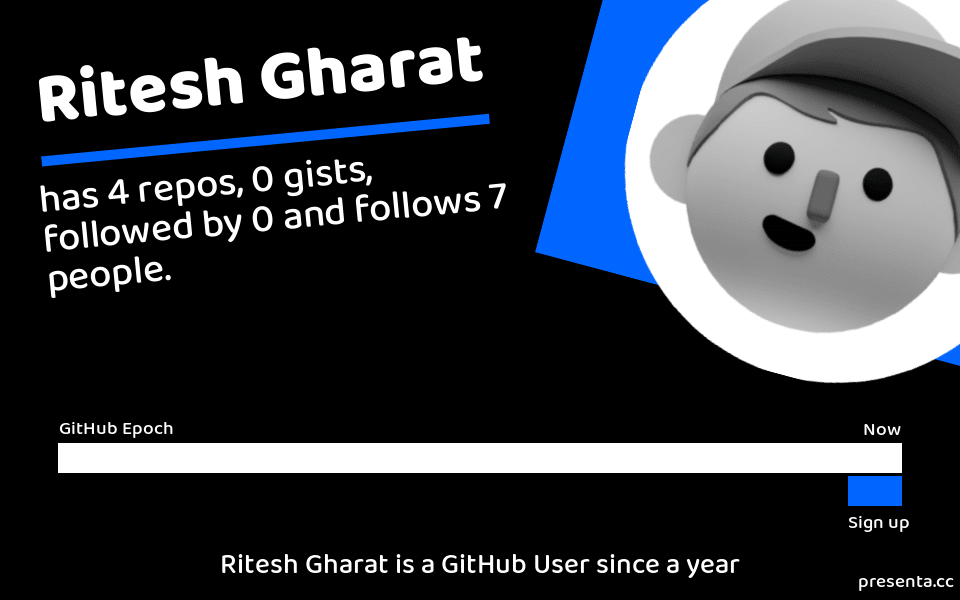 Ritesh Gharat
has 4 repos, 0 gists,
followed by 0 and follows 7
people.
GitHub Epoch
Now
Sign up
Ritesh Gharat is a GitHub User since a year
presenta.cc